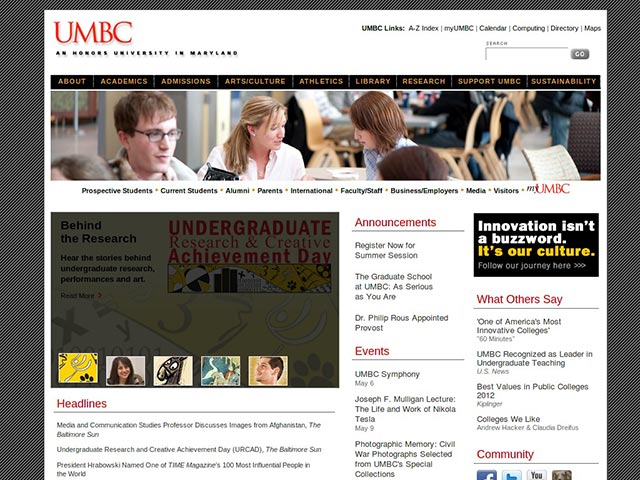 UMBC
AN HONORS UNIVERSITY IN MARYLAND
UMBC Links: A-Z Index | myUMBC | Calendar | Computing | Directory | Maps
SEARCH
GO
ABOUT ACADEMICS ADMISSIONS ARTS/CULTURE ATHLETICS LIBRARY RESEARCH SUPPORT UMBC SUSTAINABILITY
Prospective Students • Current Students • Alumni • Parents • International • Faculty/Staff • Business/Employers • Media • Visitors • myUMBC
Behind
the Research
Hear the stories behind
undergraduate research,
performances and art.
Read More >
UNDERGRADUATE
Research & Creative
Achievement Day
Headlines
Media and Communication Studies Professor Discusses Images from Afghanistan, The
Baltimore Sun
Undergraduate Research and Creative Achievement Day (URCAD), The Baltimore Sun
President Hrabowski Named One of TIME Magazine's 100 Most Influential People in
the World
Announcements
Register Now for
Summer Session
The Graduate School
at UMBC: As Serious
as You Are
Dr. Philip Rous Appointed
Provost
Events
UMBC Symphony
May 6
Joseph F. Mulligan Lecture:
The Life and Work of Nikola
Tesla
May 9
Photographic Memory: Civil
War Photographs Selected
from UMBC's Special
Collections
Innovation isn't
a buzzword.
It's our culture.
Follow our journey here >>>
What Others Say
'One of America's Most
Innovative Colleges'
"60 Minutes"
UMBC Recognized as Leader in
Undergraduate Teaching
U.S. News
Best Values in Public Colleges
2012
Kiplinger
Colleges We Like
Andrew Hacker & Claudia Dreifus
Community
f
You